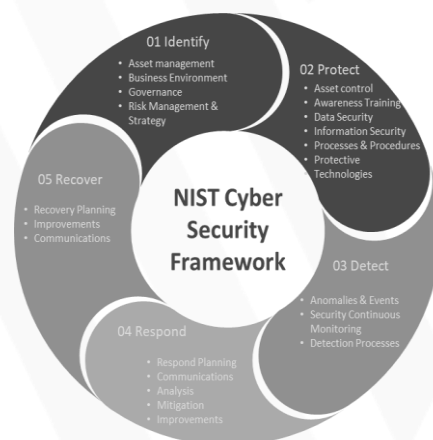 01 Identify
• Asset management
• Business Environment
• Governance
• Risk Management &
Strategy
02 Protect
• Asset control
• Awareness Training
• Data Security
• Information Security
• Processes & Procedures
• Protective
• Technologies
03 Detect
• Anomalies & Events
• Security Continuous
Monitoring
• Detection Processes
04 Respond
• Respond Planning
• Communications
• Analysis
• Mitigation
• Improvements
05 Recover
• Recovery Planning
• Improvements
• Communications
NIST Cyber
Security
Framework